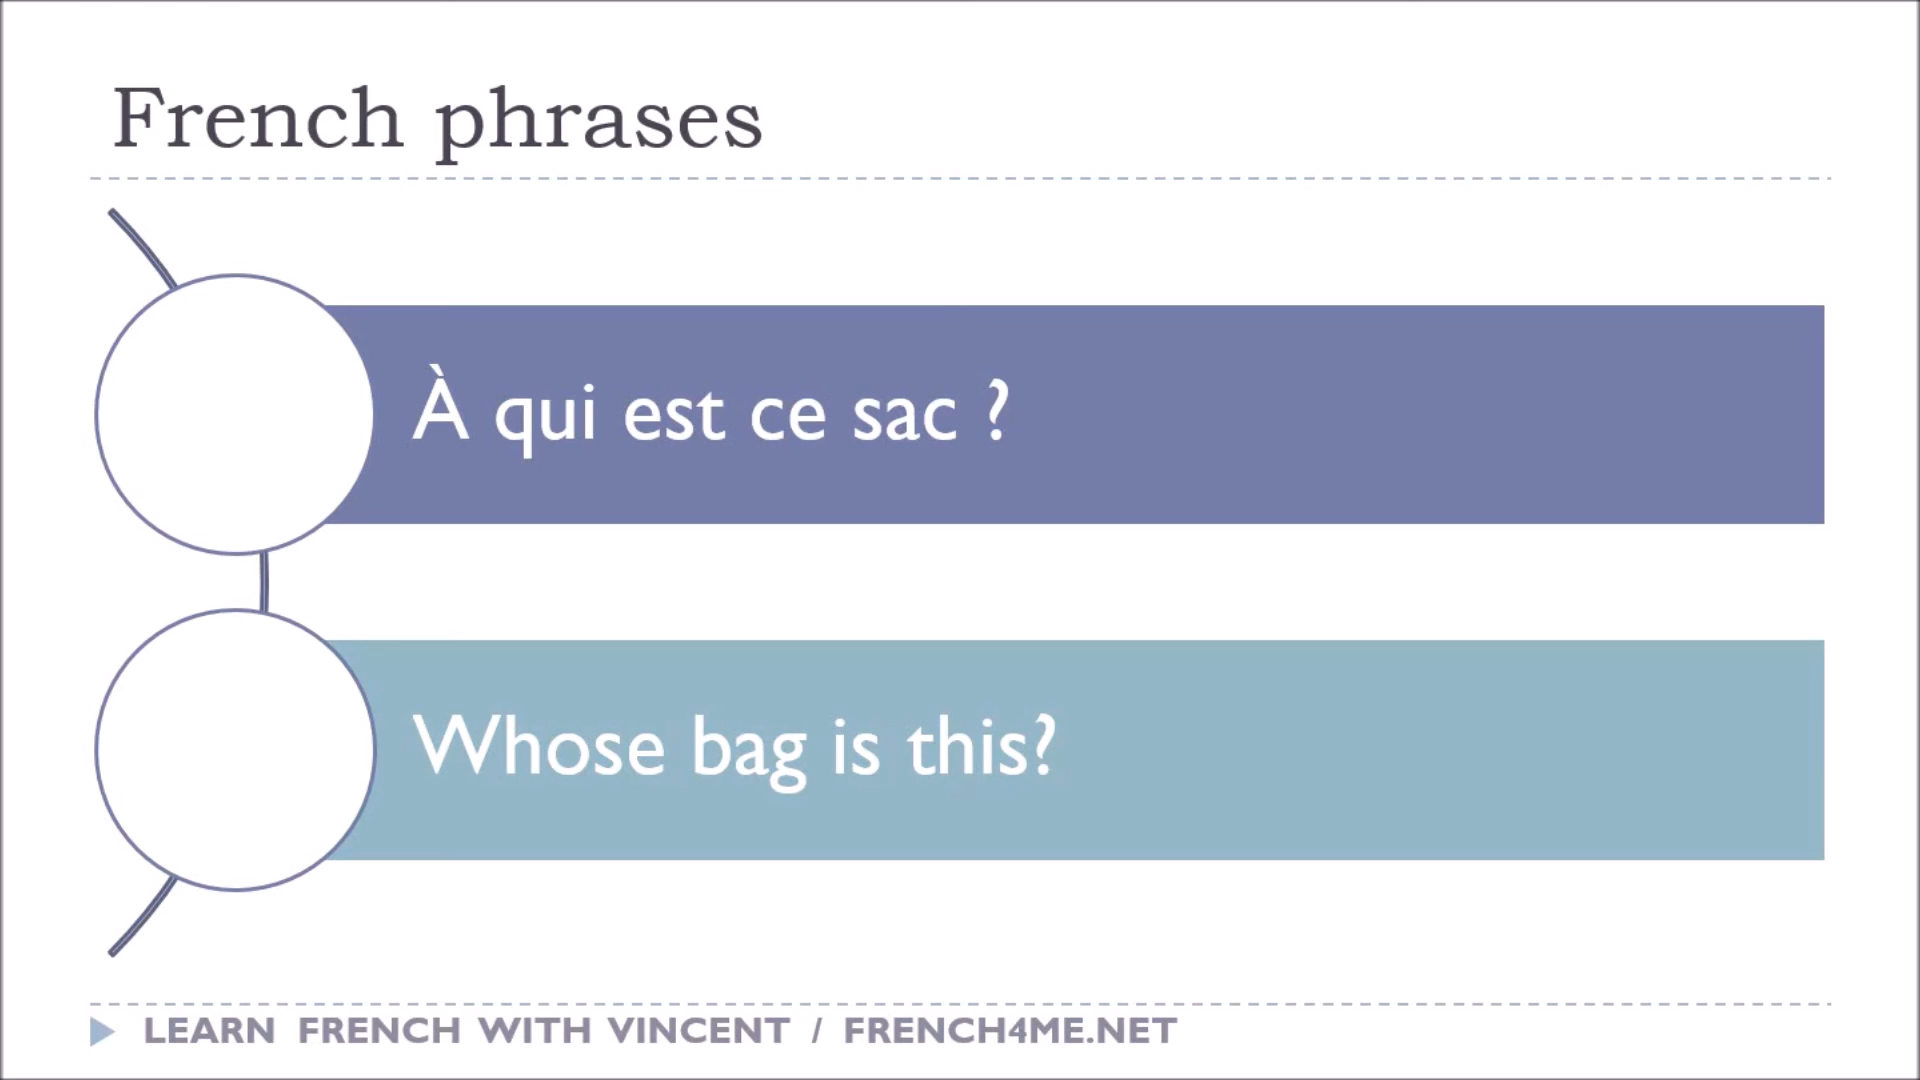 French phrases
À qui est ce sac ?
Whose bag is this?
LEARN FRENCH WITH VINCENT / FRENCH4ME.NET